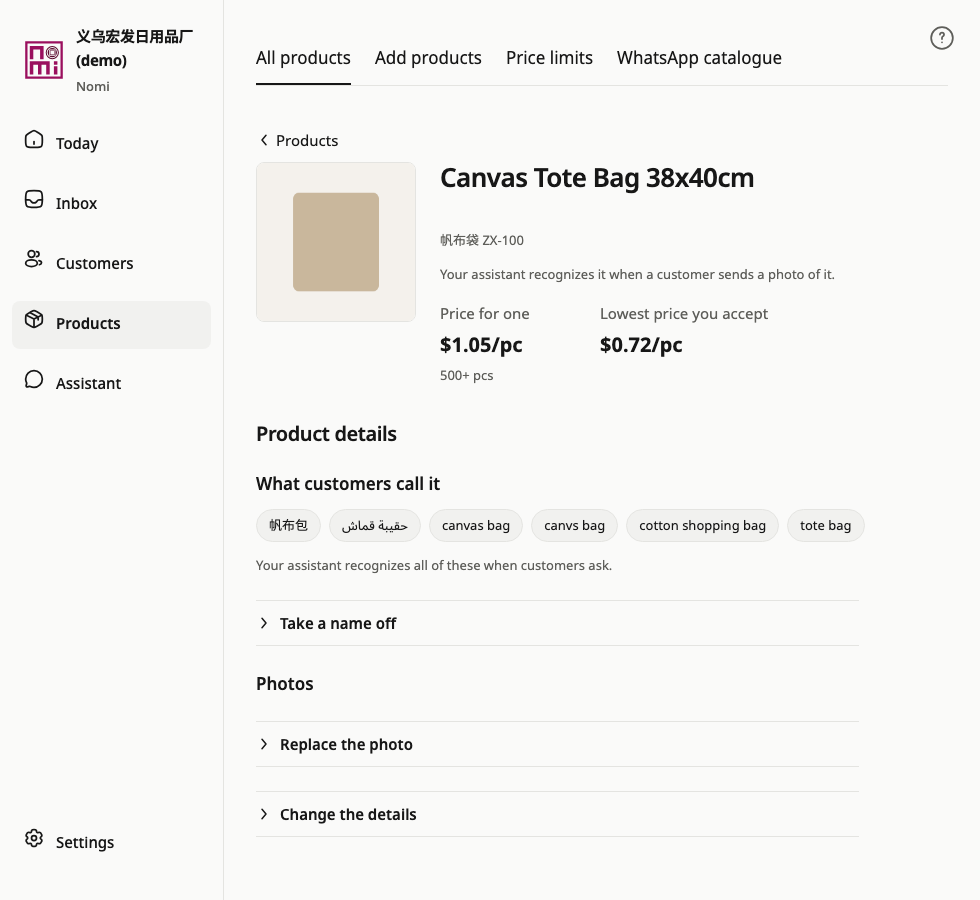 义乌宏发日用品厂
(demo)
Nomi
Today
Inbox
Customers
Products
Assistant
Settings
All products
Add products
Price limits
WhatsApp catalogue
?
Products
Canvas Tote Bag 38x40cm
帆布袋 ZX-100
Your assistant recognizes it when a customer sends a photo of it.
Price for one
Lowest price you accept
$1.05/pc
$0.72/pc
500+ pcs
Product details
What customers call it
帆布包
حقيبة قماش
canvas bag
canvs bag
cotton shopping bag
tote bag
Your assistant recognizes all of these when customers ask.
Take a name off
Photos
Replace the photo
Change the details